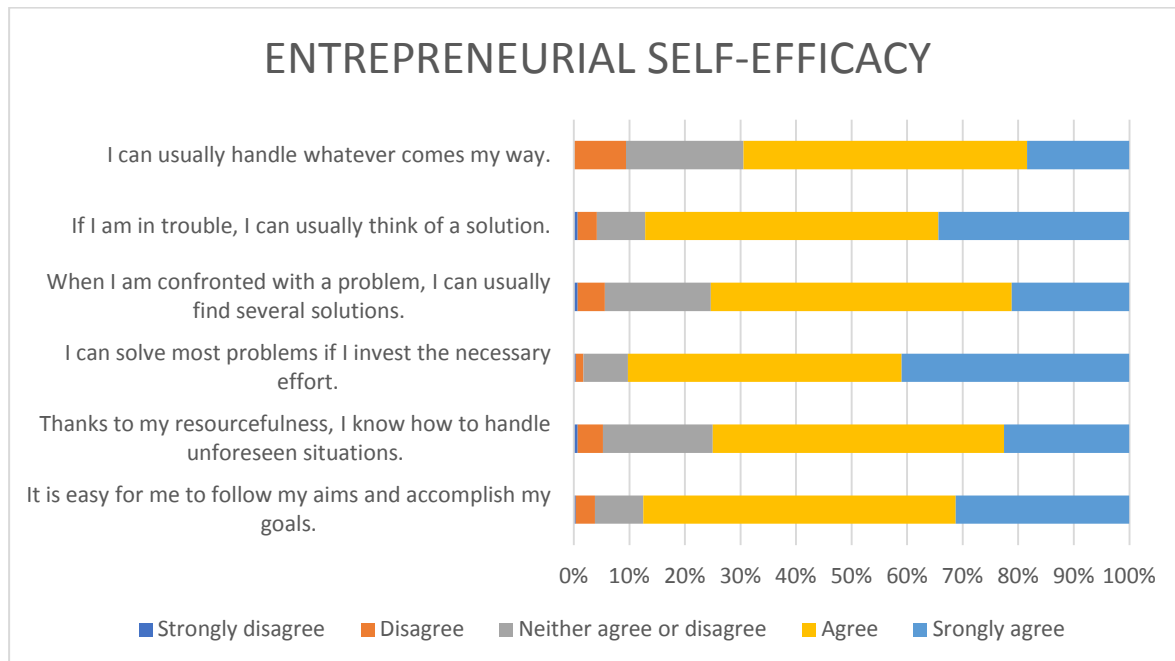 ENTREPRENEURIAL SELF-EFFICACY
I can usually handle whatever comes my way.
If I am in trouble, I can usually think of a solution.
When I am confronted with a problem, I can usually
find several solutions.
I can solve most problems if I invest the necessary
effort.
Thanks to my resourcefulness, I know how to handle
unforeseen situations.
It is easy for me to follow my aims and accomplish my
goals.
0% 10% 20% 30% 40% 50% 60% 70% 80% 90% 100%
Strongly disagree Disagree Neither agree or disagree Agree Srongly agree